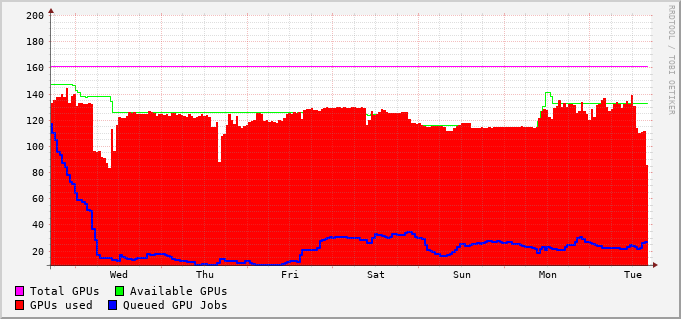 200
180
160
140
120
100
80
60
40
20
Wed Thu Fri Sat Sun Mon Tue
Total GPUs Available GPUs
GPUs used Queued GPU Jobs
RRDTOOL / TOBI OETIKER